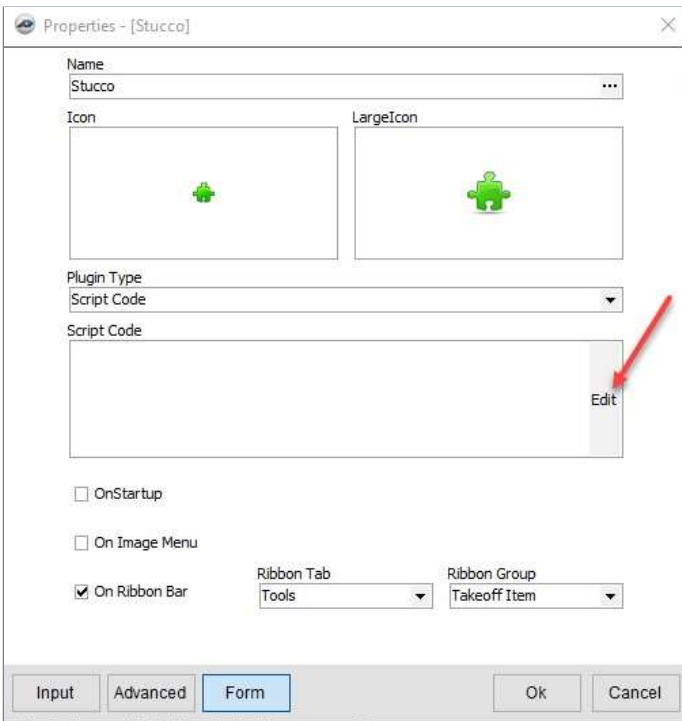 Properties - [Stucco]
Name
Stucco ...
Icon LargeIcon
Plugin Type
Script Code
Script Code
Edit
OnStartup
On Image Menu
Ribbon Tab Ribbon Group
On Ribbon Bar Tools Takeoff Item
Input Advanced Form Ok Cancel